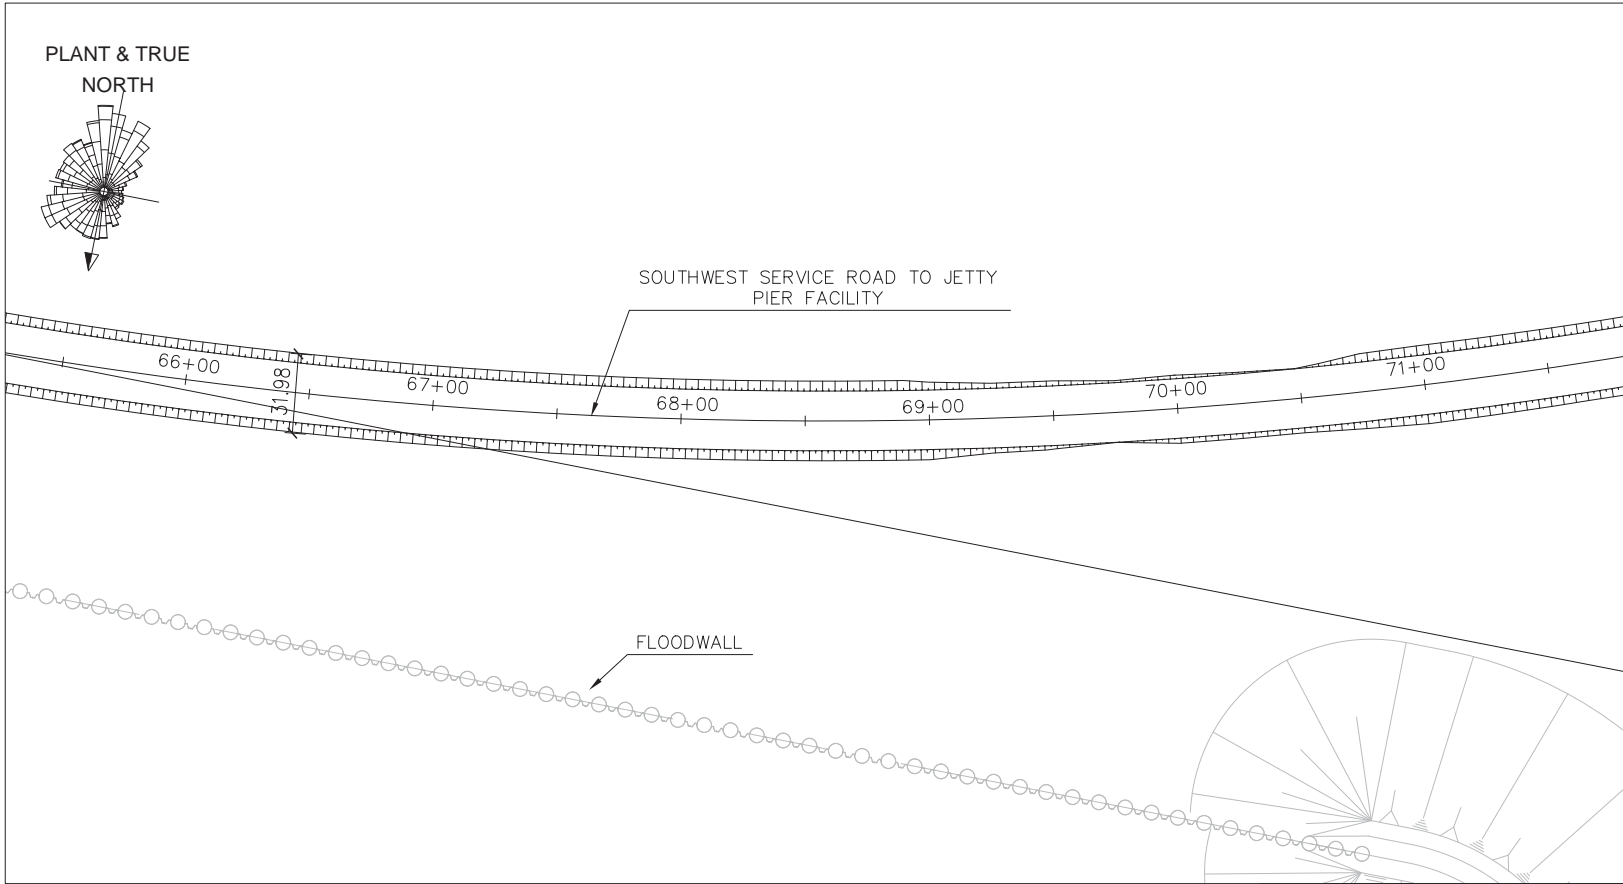 PLANT & TRUE
NORTH
SOUTHWEST SERVICE ROAD TO JETTY
PIER FACILITY
66+00
31.98
67+00
68+00
69+00
70+00
71+00
FLOODWALL